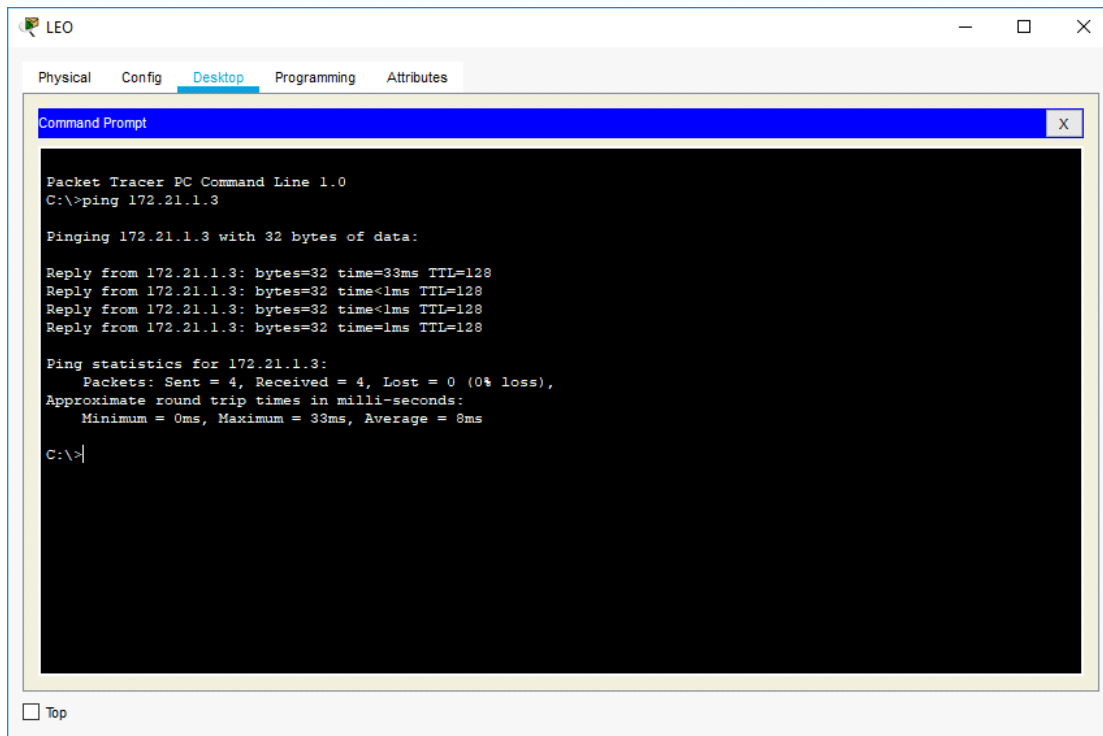 LEO
Physical Config Desktop Programming Attributes
Command Prompt
X
Packet Tracer PC Command Line 1.0
C:\>ping 172.21.1.3
Pinging 172.21.1.3 with 32 bytes of data:
Reply from 172.21.1.3: bytes=32 time=33ms TTL=128
Reply from 172.21.1.3: bytes=32 time<1ms TTL=128
Reply from 172.21.1.3: bytes=32 time<1ms TTL=128
Reply from 172.21.1.3: bytes=32 time=1ms TTL=128
Ping statistics for 172.21.1.3:
Packets: Sent = 4, Received = 4, Lost = 0 (0% loss),
Approximate round trip times in milli-seconds:
Minimum = 0ms, Maximum = 33ms, Average = 8ms
C:\>
Top